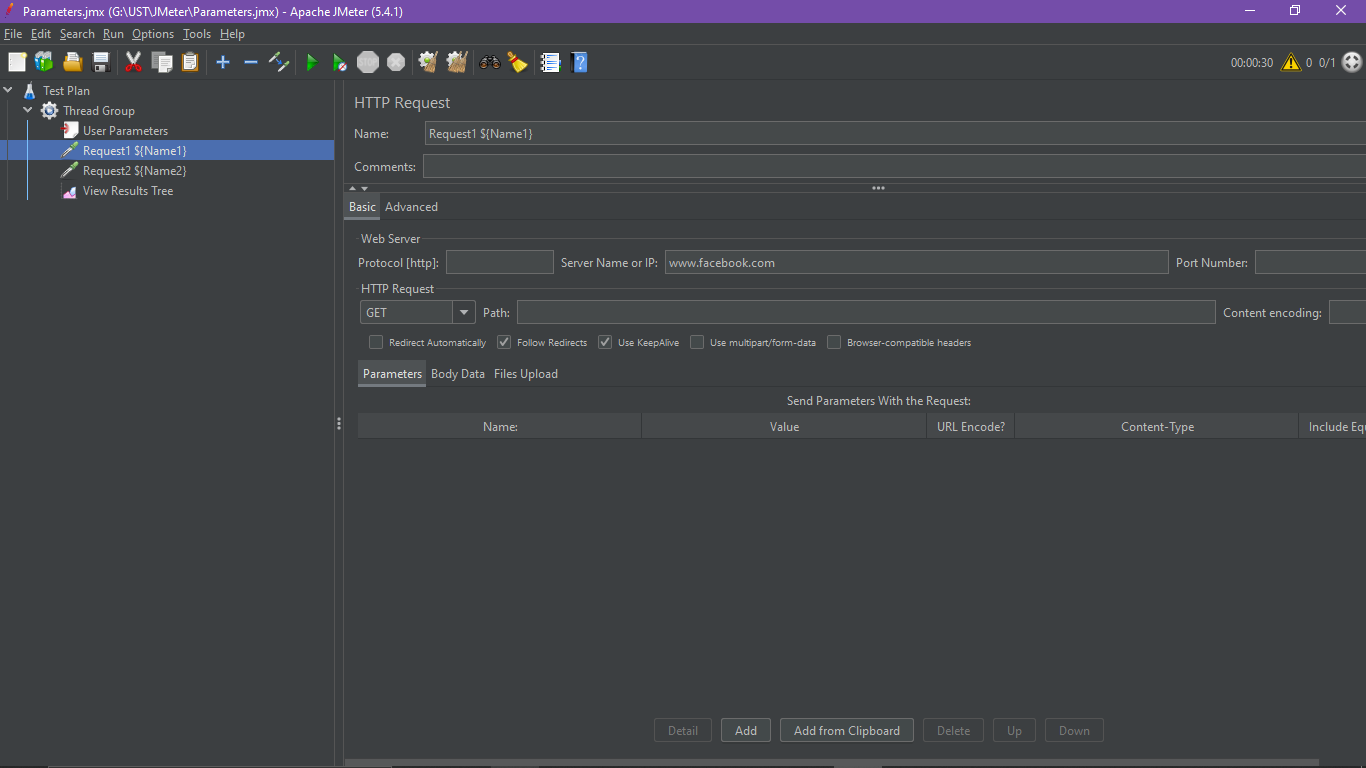 Parameters.jmx (G:\UST\JMeter\Parameters.jmx) - Apache JMeter (5.4.1)
File Edit Search Run Options Tools Help
STOP
00:00:30 0 0/1
Test Plan
Thread Group
User Parameters
Request1 ${Name1}
Request2 ${Name2}
View Results Tree
HTTP Request
Name: Request1 ${Name1}
Comments:
Basic Advanced
Web Server
Protocol [http]: Server Name or IP: www.facebook.com Port Number:
HTTP Request
GET Path: Content encoding:
Redirect Automatically Follow Redirects Use KeepAlive Use multipart/form-data Browser-compatible headers
Parameters Body Data Files Upload
Send Parameters With the Request:
Name: Value URL Encode? Content-Type Include Equ
Detail Add Add from Clipboard Delete Up Down